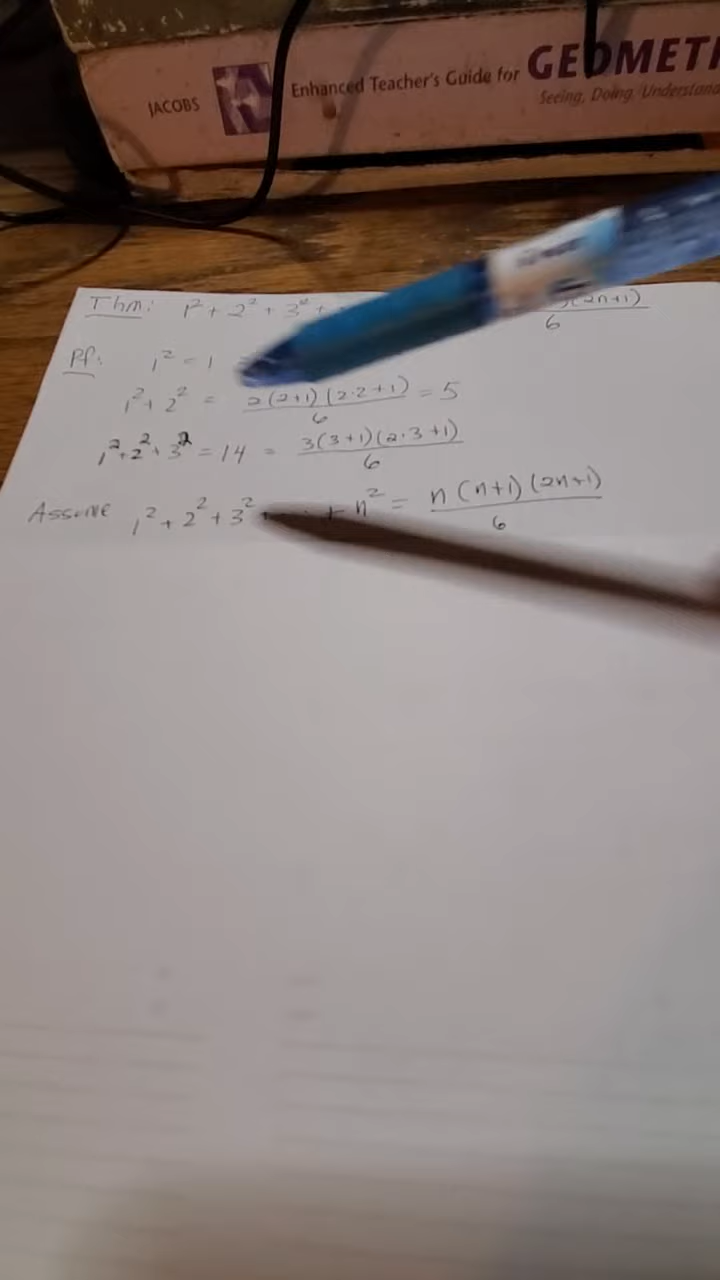 JACOBS Enhanced Teacher's Guide for GEOMET
Seeing, Doing, Understand
Thm: 1² + 2² + 3² + (2n+1)/6
Pf: 1² = 1
1² + 2² = 2(2+1)(2·2+1)/6 = 5
1² + 2² + 3² = 14 = 3(3+1)(2·3+1)/6
Assume 1² + 2² + 3² + n² = n(n+1)(2n+1)/6